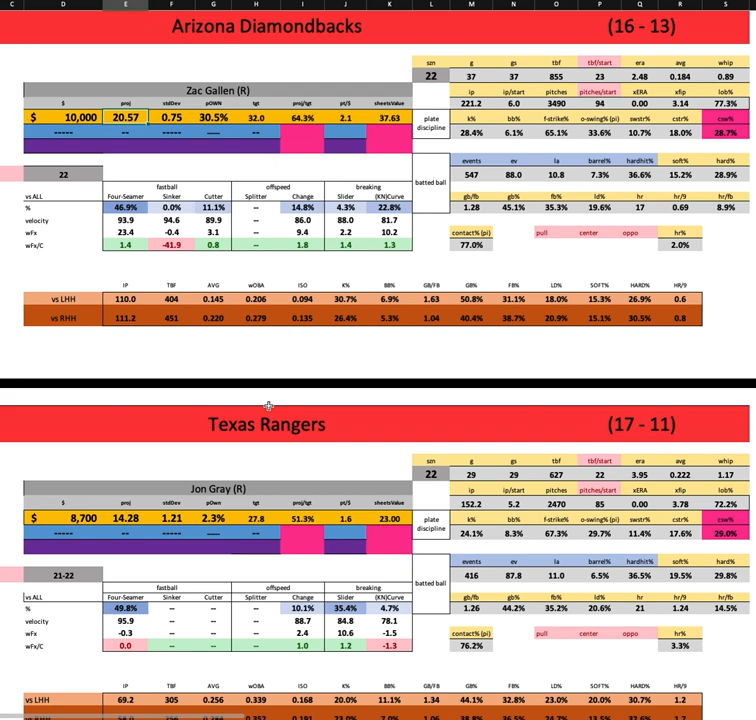 C D E F G H I J K L M N O P Q R S
Arizona Diamondbacks (16 - 13)
szn g gs tbf tbf/start era avg whip
22 37 37 855 23 2.48 0.184 0.89
Zac Gallen (R) ip ip/start pitches pitches/start xERA xfip lob%
$ proj stdDev pOWN tgt proj/tgt pt/$ sheetsValue 221.2 6.0 3490 94 0.00 3.14 77.3%
$ 10,000 20.57 0.75 30.5% 32.0 64.3% 2.1 37.63 plate discipline k% bb% f-strike% o-swing% (pi) swstr% cstr% csw%
----- -- -- — -- 28.4% 6.1% 65.1% 33.6% 10.7% 18.0% 28.7%
events ev la barrel% hardhit% soft% hard%
22 batted ball 547 88.0 10.8 7.3% 36.6% 15.2% 28.9%
fastball offspeed breaking
vs ALL Four-Seamer Sinker Cutter Splitter Change Slider (KN)Curve gb/fb gb% fb% ld% hr hr/9 hr/fb
% 46.9% 0.0% 11.1% -- 14.8% 4.3% 22.8% 1.28 45.1% 35.3% 19.6% 17 0.69 8.9%
velocity 93.9 94.6 89.9 -- 86.0 88.0 81.7
wFx 23.4 -0.4 3.1 -- 9.4 2.2 10.2 contact% (pi) pull center oppo hr%
wFx/C 1.4 -41.9 0.8 -- 1.8 1.4 1.3 77.0% 2.0%
IP TBF AVG wOBA ISO K% BB% GB/FB GB% FB% LD% SOFT% HARD% HR/9
vs LHH 110.0 404 0.145 0.206 0.094 30.7% 6.9% 1.63 50.8% 31.1% 18.0% 15.3% 26.9% 0.6
vs RHH 111.2 451 0.220 0.279 0.135 26.4% 5.3% 1.04 40.4% 38.7% 20.9% 15.1% 30.5% 0.8
Texas Rangers (17 - 11)
szn g gs tbf tbf/start era avg whip
22 29 29 627 22 3.95 0.222 1.17
Jon Gray (R) ip ip/start pitches pitches/start xERA xfip lob%
$ proj stdDev pOwn tgt proj/tgt pt/$ sheetsValue 152.2 5.2 2470 85 0.00 3.78 72.2%
$ 8,700 14.28 1.21 2.3% 27.8 51.3% 1.6 23.00 plate discipline k% bb% f-strike% o-swing% (pi) swstr% cstr% csw%
----- -- -- — -- 24.1% 8.3% 67.3% 29.7% 11.4% 17.6% 29.0%
events ev la barrel% hardhit% soft% hard%
21-22 batted ball 416 87.8 11.0 6.5% 36.5% 19.5% 29.8%
fastball offspeed breaking
vs ALL Four-Seamer Sinker Cutter Splitter Change Slider (KN)Curve gb/fb gb% fb% ld% hr hr/9 hr/fb
% 49.8% -- -- -- 10.1% 35.4% 4.7% 1.26 44.2% 35.2% 20.6% 21 1.24 14.5%
velocity 95.9 -- -- -- 88.7 84.8 78.1
wFx -0.3 -- -- -- 2.4 10.6 -1.5 contact% (pi) pull center oppo hr%
wFx/C 0.0 -- -- -- 1.0 1.2 -1.3 76.2% 3.3%
IP TBF AVG wOBA ISO K% BB% GB/FB GB% FB% LD% SOFT% HARD% HR/9
vs LHH 69.2 305 0.256 0.339 0.168 20.0% 11.1% 1.34 44.1% 32.8% 23.0% 20.0% 30.7% 1.2